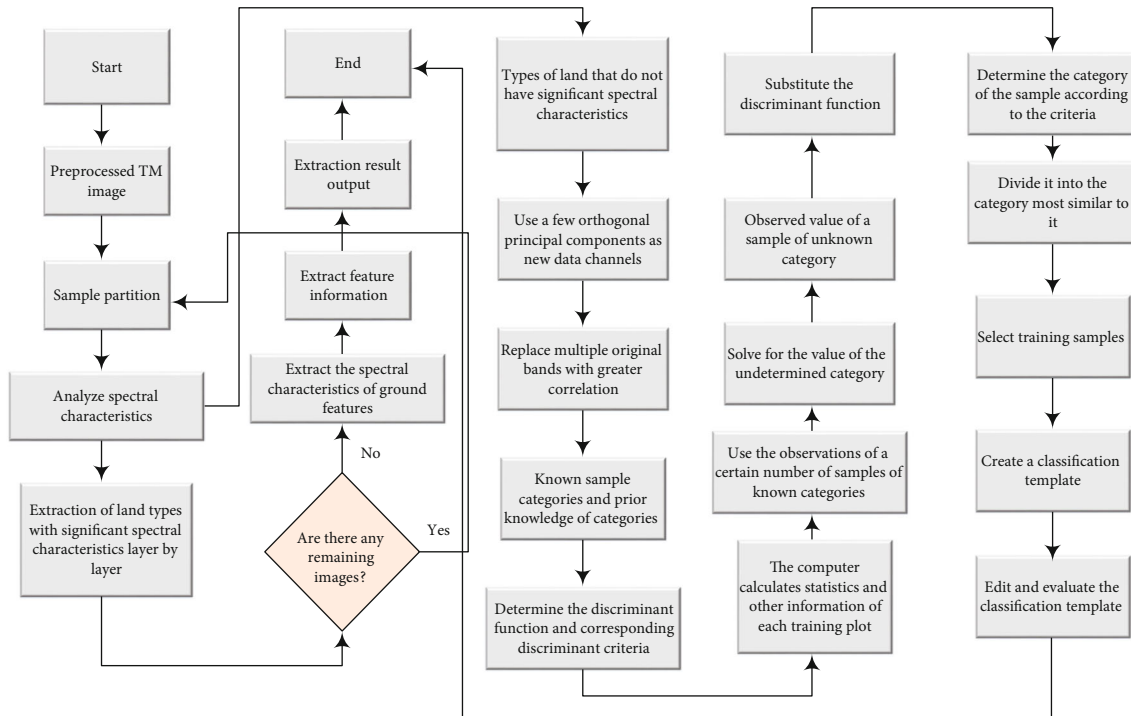 Start
Preprocessed TM
image
Sample partition
Analyze spectral
characteristics
Extraction of land types
with significant spectral
characteristics layer by
layer
End
Extraction result
output
Extract feature
information
Extract the spectral
characteristics of ground
features
No
Are there any
remaining
images?
Yes
Types of land that do not
have significant spectral
characteristics
Use a few orthogonal
principal components as
new data channels
Replace multiple original
bands with greater
correlation
Known sample
categories and prior
knowledge of categories
Determine the discriminant
function and corresponding
discriminant criteria
Substitute the
discriminant function
Observed value of a
sample of unknown
category
Solve for the value of the
undetermined category
Use the observations of a
certain number of samples of
known categories
The computer
calculates statistics and
other information of
each training plot
Determine the category
of the sample according
to the criteria
Divide it into the
category most similar to
it
Select training samples
Create a classification
template
Edit and evaluate the
classification template